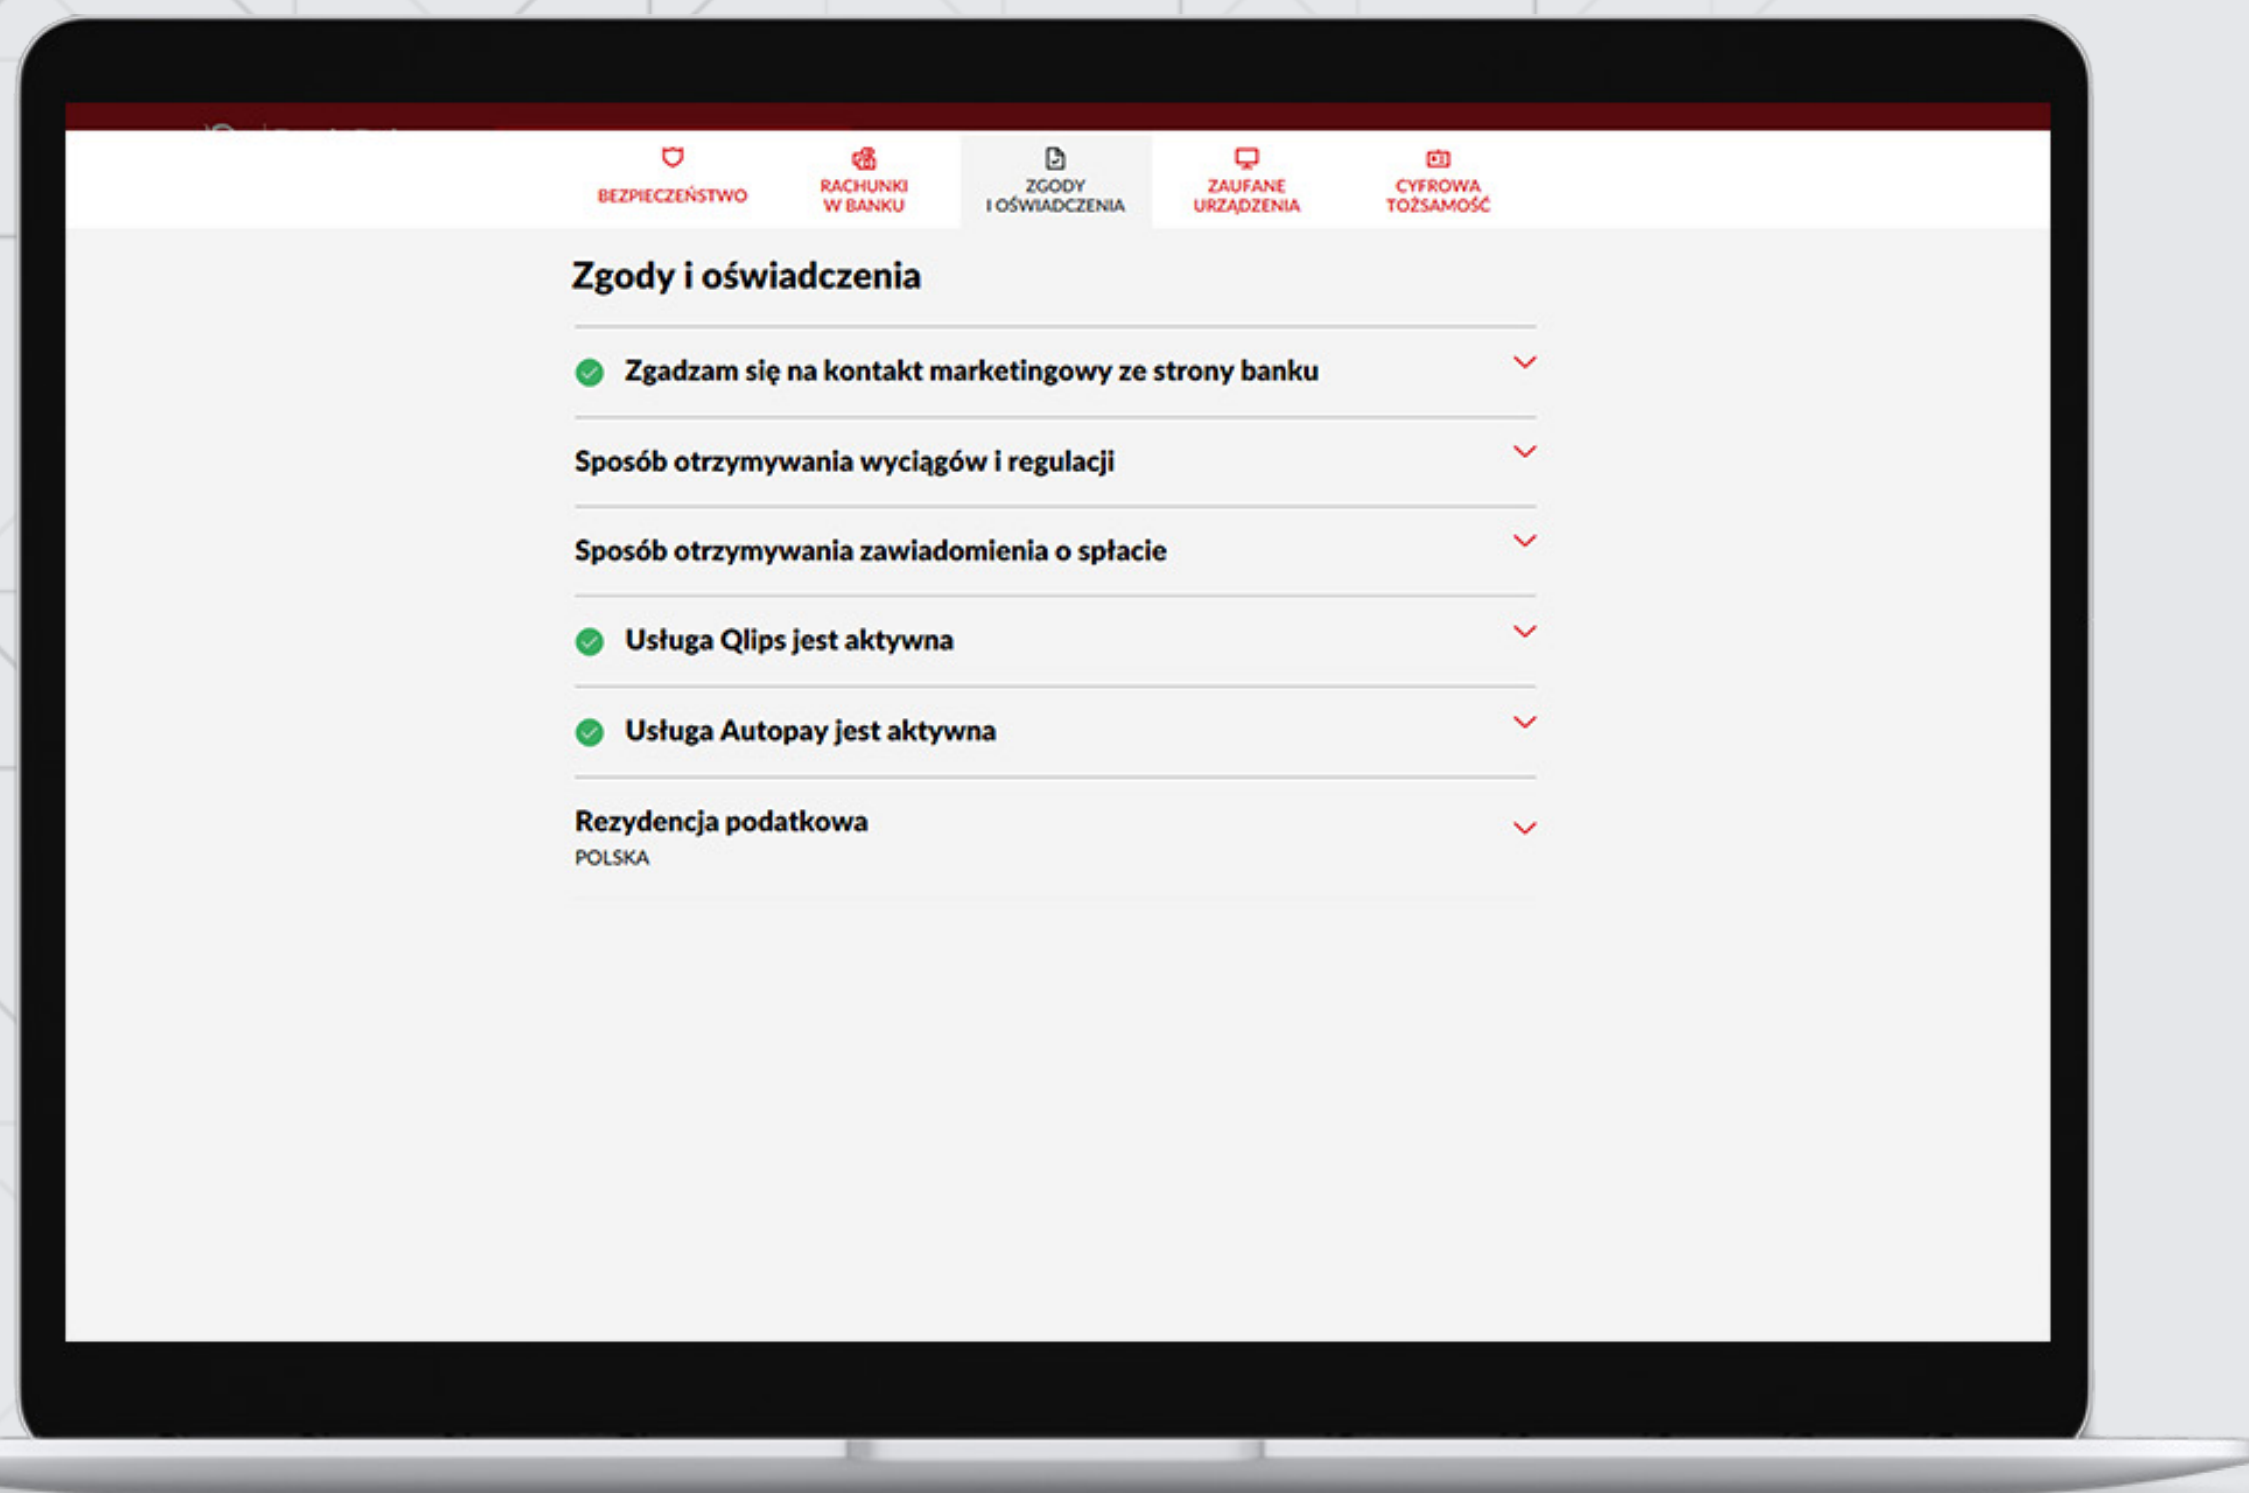 BEZPIECZEŃSTWO
RACHUNKI
W BANKU
ZGODY
I OŚWIADCZENIA
ZAUFANE
URZĄDZENIA
CYFROWA
TOŻSAMOŚĆ
Zgody i oświadczenia
Zgadzam się na kontakt marketingowy ze strony banku
Sposób otrzymywania wyciągów i regulacji
Sposób otrzymywania zawiadomienia o spłacie
Usługa Qlips jest aktywna
Usługa Autopay jest aktywna
Rezydencja podatkowa
POLSKA